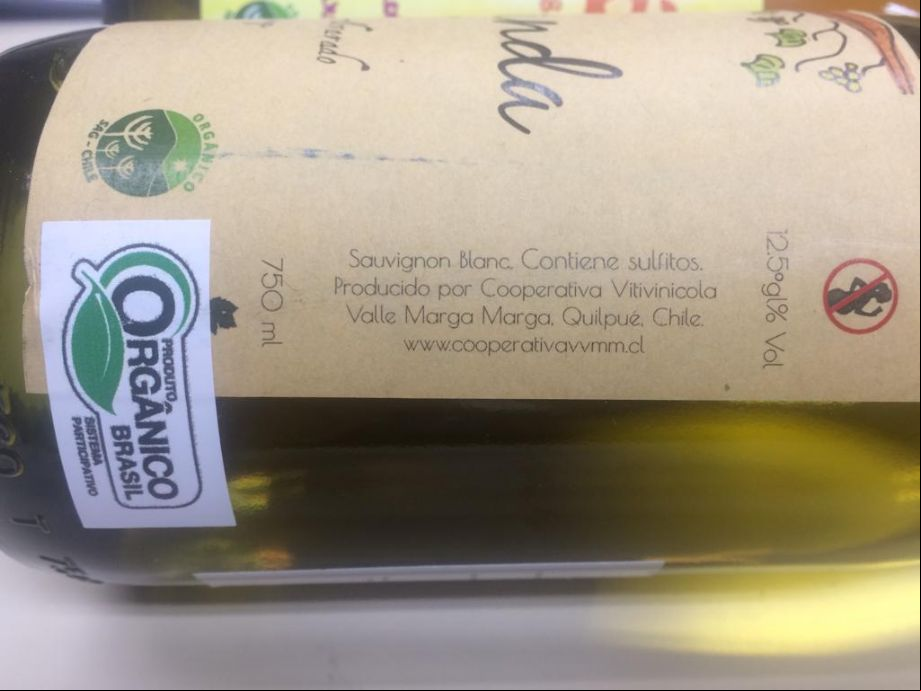 nda
ORGÁNICO
SAG - CHILE
750 ml
Sauvignon Blanc. Contiene sulfitos.
Producido por Cooperativa Vitivinicola
Valle Marga Marga, Quilpué, Chile.
www.cooperativavvmm.cl
12.5°gl% Vol
PRODUTO
ORGÂNICO
BRASIL
SISTEMA
PARTICIPATIVO